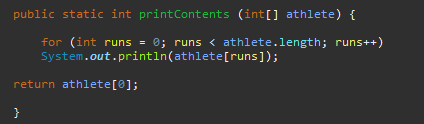 public static int printContents (int[] athlete) {
for (int runs = 0; runs < athlete.length; runs++)
System.out.println(athlete[runs]);
return athlete[0];
}